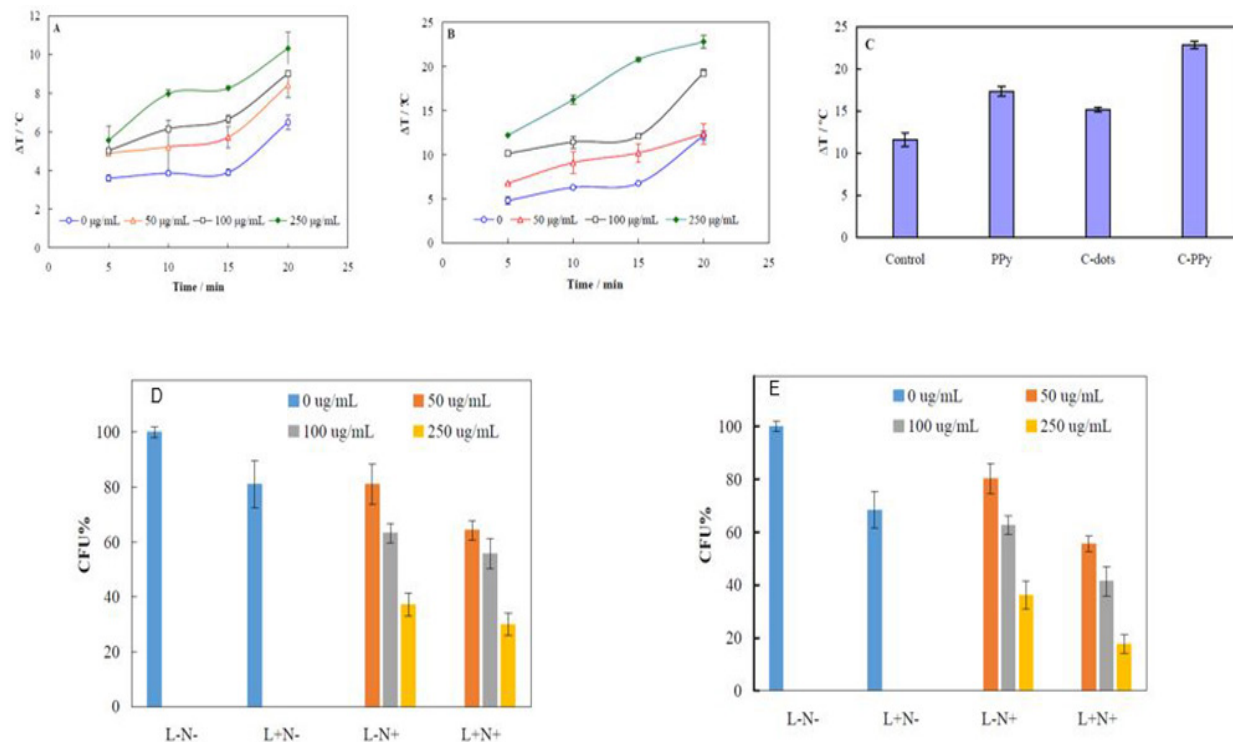 A
ΔT / °C
12
10
8
6
4
2
0
0 µg/mL 50 µg/mL 100 µg/mL 250 µg/mL
0 5 10 15 20 25
Time / min
B
ΔT / ºC
25
20
15
10
5
0
0 50 µg/mL 100 µg/mL 250 µg/mL
0 5 10 15 20 25
Time / min
C
ΔT / °C
25
20
15
10
5
0
Control PPy C-dots C-PPy
D
0 ug/mL 50 ug/mL
100 ug/mL 250 ug/mL
CFU%
100
80
60
40
20
0
L-N- L+N- L-N+ L+N+
E
0 ug/mL 50 ug/mL
100 ug/mL 250 ug/mL
CFU%
100
80
60
40
20
0
L-N- L+N- L-N+ L+N+